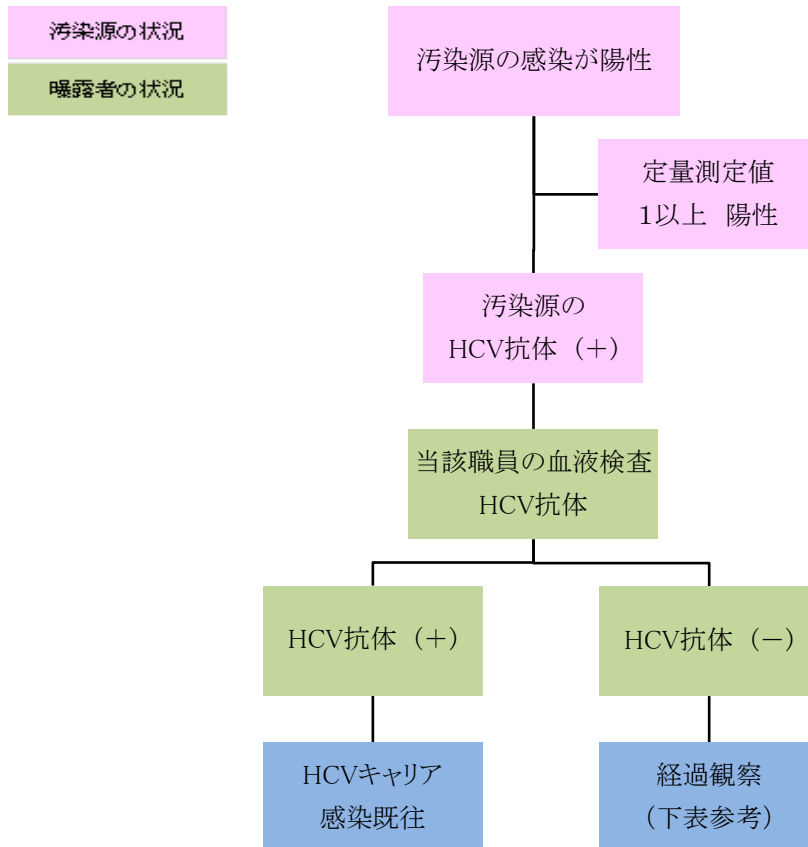 汚染源の状況
曝露者の状況
汚染源の感染が陽性
定量測定値
1以上　陽性
汚染源の
HCV抗体（＋）
当該職員の血液検査
HCV抗体
HCV抗体（＋）
HCV抗体（－）
HCVキャリア
感染既往
経過観察
（下表参考）